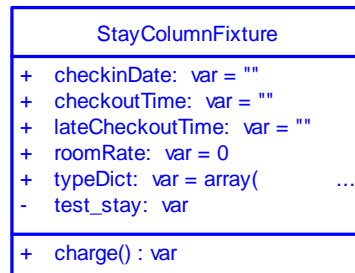 StayColumnFixture
+ checkinDate: var = ""
+ checkoutTime: var = ""
+ lateCheckoutTime: var = ""
+ roomRate: var = 0
+ typeDict: var = array( ...
- test_stay: var
+ charge() : var